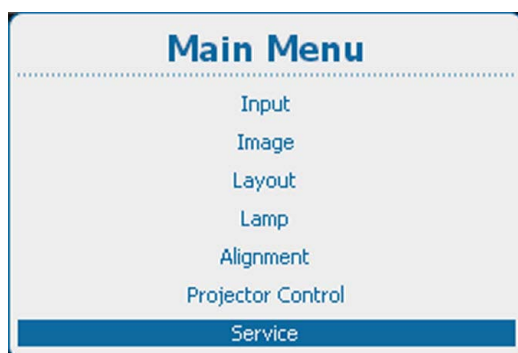 Main Menu
Input
Image
Layout
Lamp
Alignment
Projector Control
Service